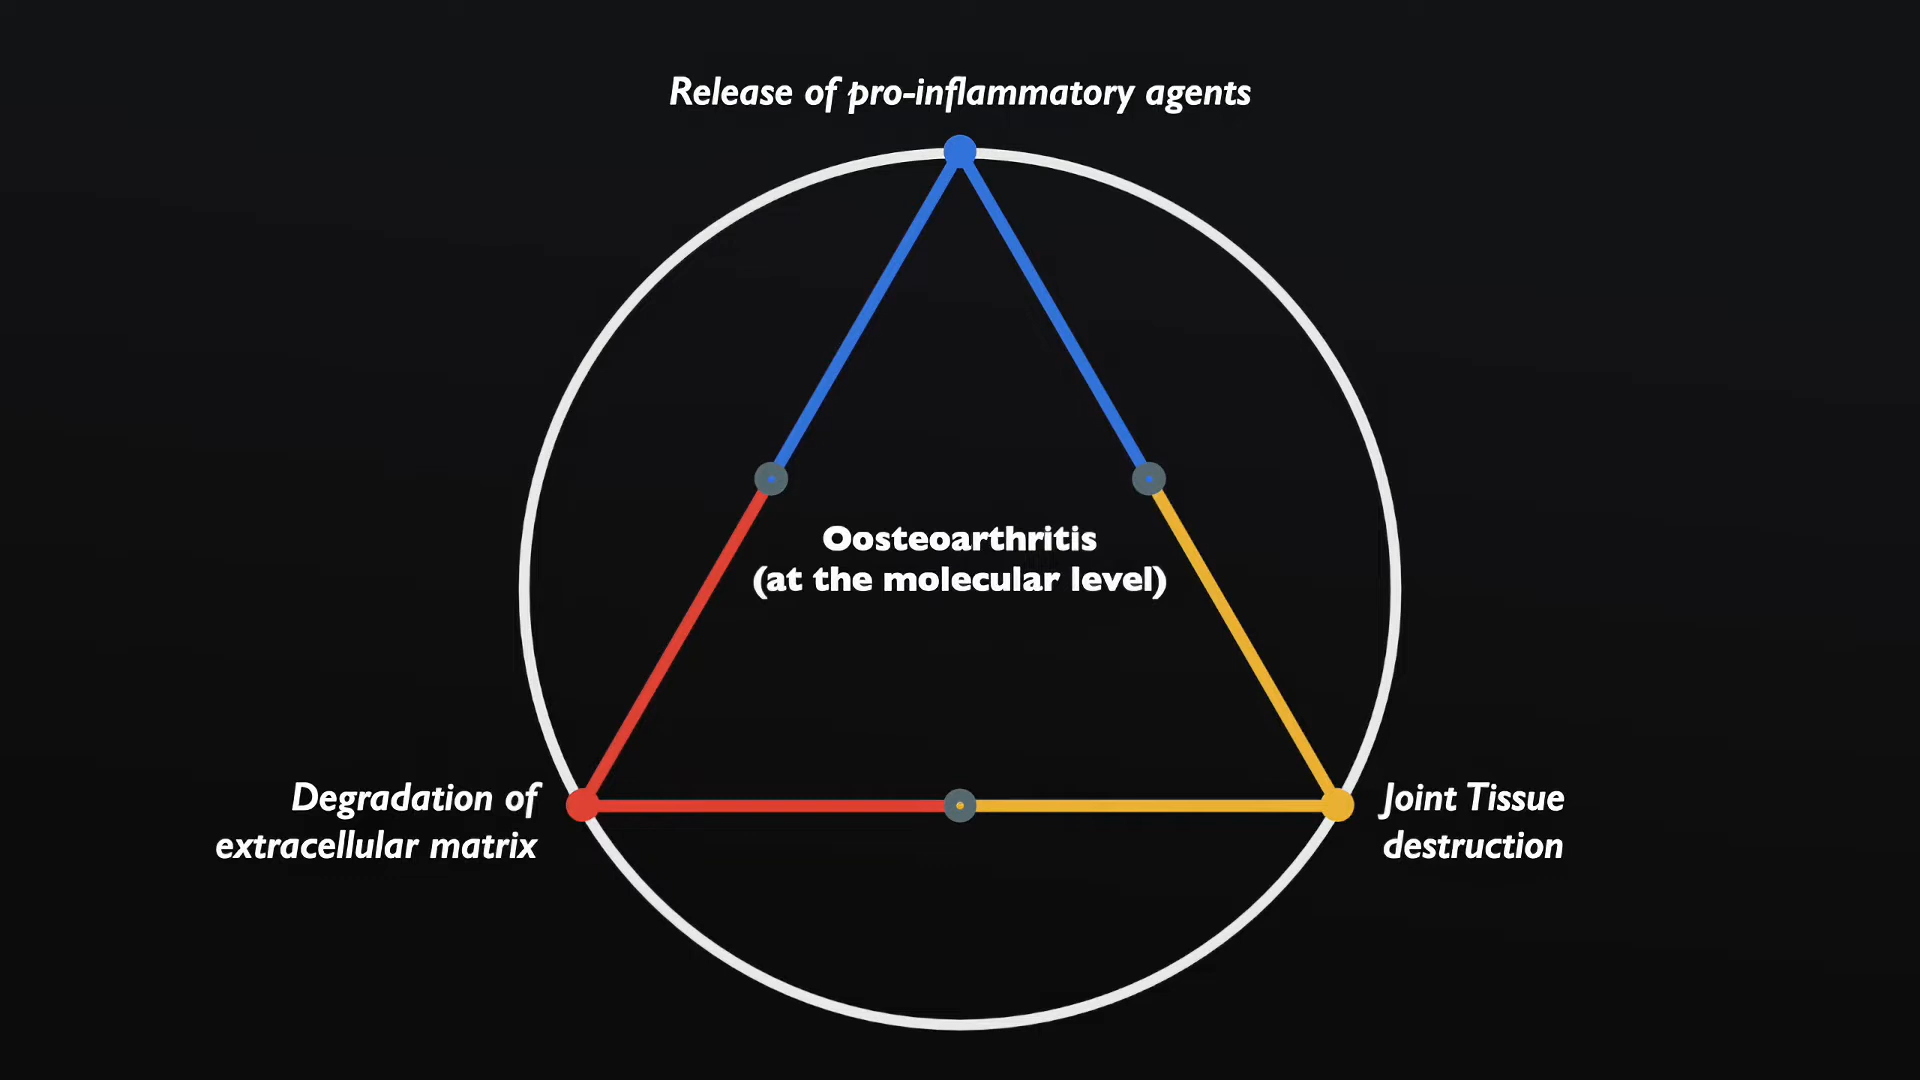 Release of pro-inflammatory agents
Oosteoarthritis
(at the molecular level)
Degradation of
extracellular matrix
Joint Tissue
destruction